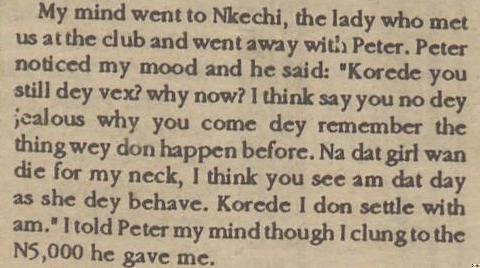 My mind went to Nkechi, the lady who met
us at the club and went away with Peter. Peter
noticed my mood and he said: "Korede you
still dey vex? why now? I think say you no dey
jealous why you come dey remember the
thing wey don happen before. Na dat girl wan
die for my neck, I think you see am dat day
as she dey behave. Korede I don settle with
am." I told Peter my mind though I clung to the
N5,000 he gave me.